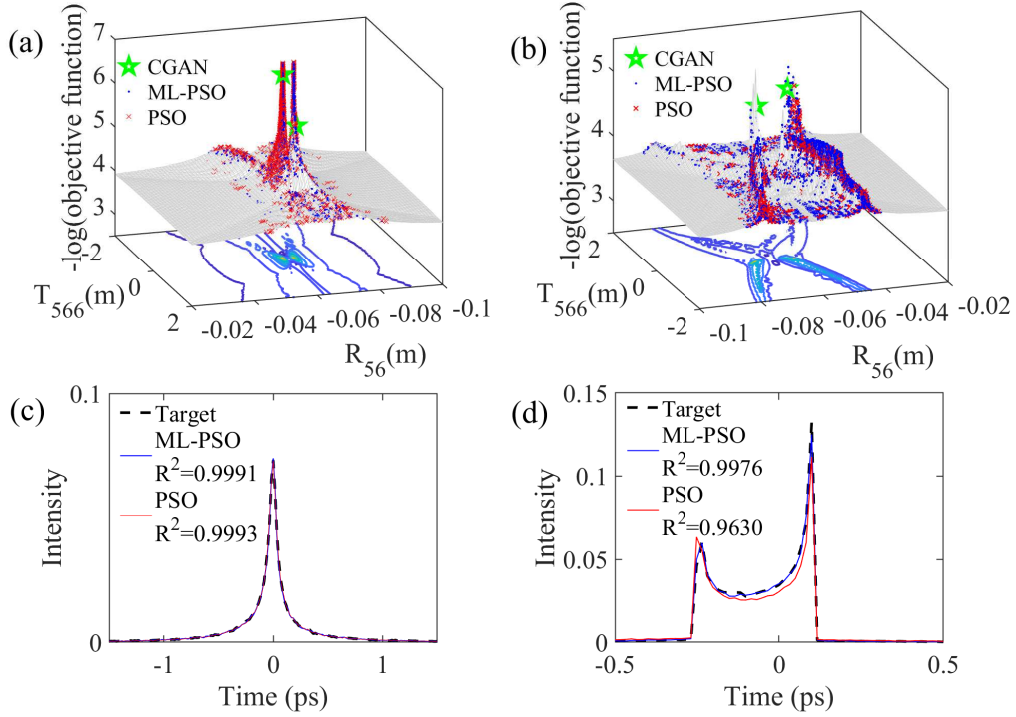 (a)
-log(objective function)
7
6
5
4
3
-2
CGAN
ML-PSO
PSO
T566(m)
0
2
-0.02
-0.04
-0.06
-0.08
-0.1
R56(m)
(b)
-log(objective function)
5
4
3
2
CGAN
ML-PSO
PSO
T566(m)
0
-2
-0.1
-0.08
-0.06
-0.04
-0.02
R56(m)
(c)
Intensity
0.1
0
Target
ML-PSO
R2=0.9991
PSO
R2=0.9993
-1
0
1
Time (ps)
(d)
Intensity
0.15
0.10
0.05
0
Target
ML-PSO
R2=0.9976
PSO
R2=0.9630
-0.5
0
0.5
Time (ps)